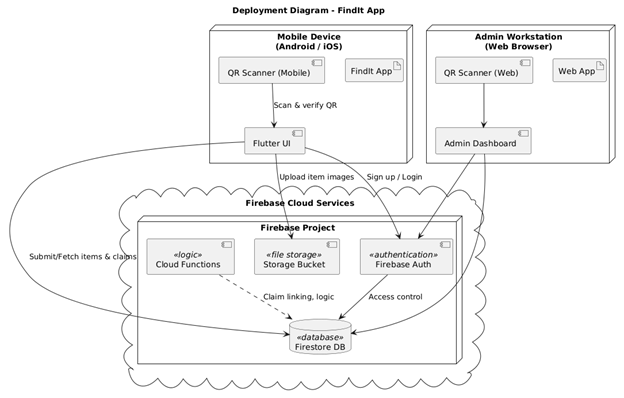 Deployment Diagram - FindIt App
Mobile Device
(Android / iOS)
Admin Workstation
(Web Browser)
QR Scanner (Mobile)
FindIt App
QR Scanner (Web)
Web App
Scan & verify QR
Flutter UI
Admin Dashboard
Upload item images
Sign up / Login
Firebase Cloud Services
Firebase Project
«logic»
Cloud Functions
«file storage»
Storage Bucket
«authentication»
Firebase Auth
Submit/Fetch items & claims
Claim linking, logic
Access control
«database»
Firestore DB